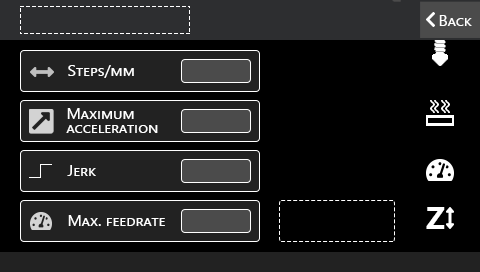 Back
Steps/mm
Maximum
acceleration
Jerk
Max. feedrate
Z